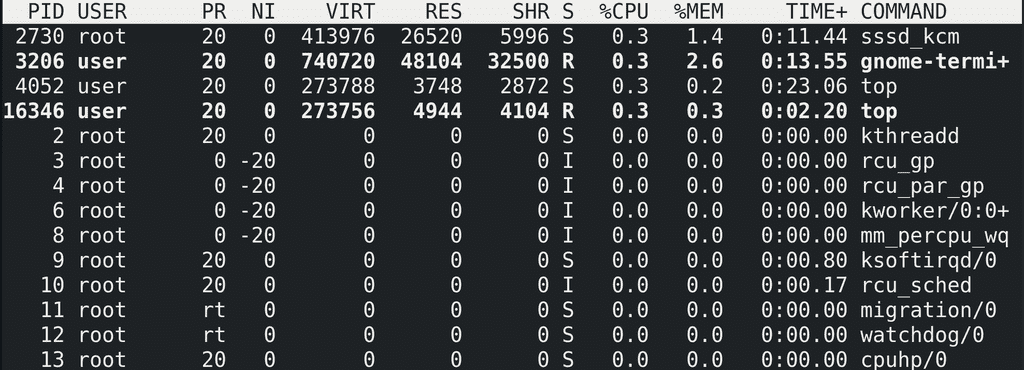 PID USER PR NI VIRT RES SHR S %CPU %MEM TIME+ COMMAND
2730 root 20 0 413976 26520 5996 S 0.3 1.4 0:11.44 sssd_kcm
3206 user 20 0 740720 48104 32500 R 0.3 2.6 0:13.55 gnome-termi+
4052 user 20 0 273788 3748 2872 S 0.3 0.2 0:23.06 top
16346 user 20 0 273756 4944 4104 R 0.3 0.3 0:02.20 top
2 root 20 0 0 0 0 S 0.0 0.0 0:00.00 kthreadd
3 root 0 -20 0 0 0 I 0.0 0.0 0:00.00 rcu_gp
4 root 0 -20 0 0 0 I 0.0 0.0 0:00.00 rcu_par_gp
6 root 0 -20 0 0 0 I 0.0 0.0 0:00.00 kworker/0:0+
8 root 0 -20 0 0 0 I 0.0 0.0 0:00.00 mm_percpu_wq
9 root 20 0 0 0 0 S 0.0 0.0 0:00.80 ksoftirqd/0
10 root 20 0 0 0 0 I 0.0 0.0 0:00.17 rcu_sched
11 root rt 0 0 0 0 S 0.0 0.0 0:00.00 migration/0
12 root rt 0 0 0 0 S 0.0 0.0 0:00.00 watchdog/0
13 root 20 0 0 0 0 S 0.0 0.0 0:00.00 cpuhp/0